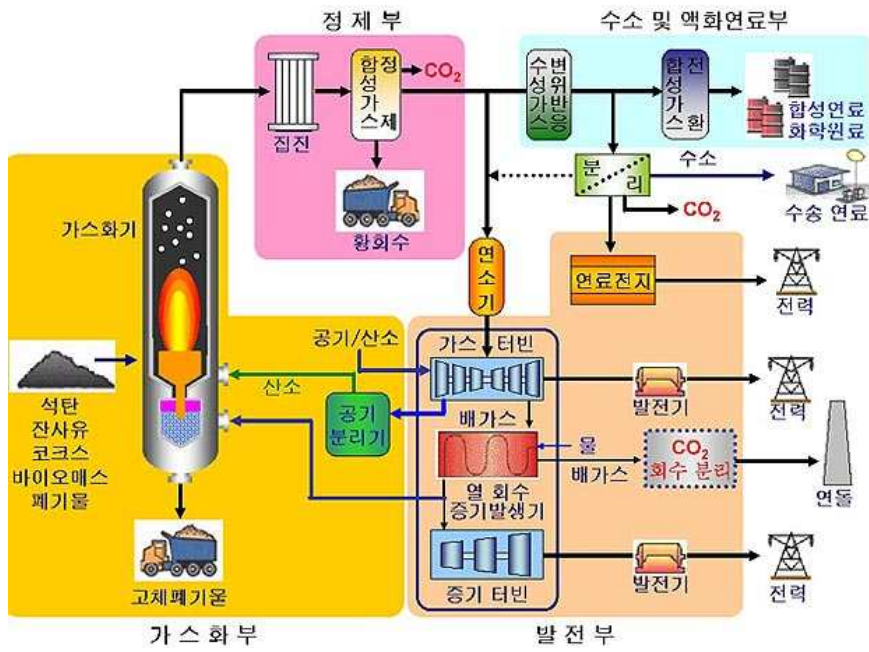 정 제 부
수소 및 액화연료부
집진
합성가스
정제
CO₂
황회수
수성가스
변위반응
합성가스
전환
합성연료
화학원료
분리
수소
CO₂
수송 연료
가스화기
연소기
연료전지
전력
석탄
잔사유
코크스
바이오매스
폐기물
공기/산소
산소
공기
분리기
가스 터빈
발전기
전력
배가스
물
열 회수
증기발생기
배가스
CO₂
회수 분리
연돌
증기 터빈
발전기
전력
고체폐기물
가 스 화 부
발 전 부